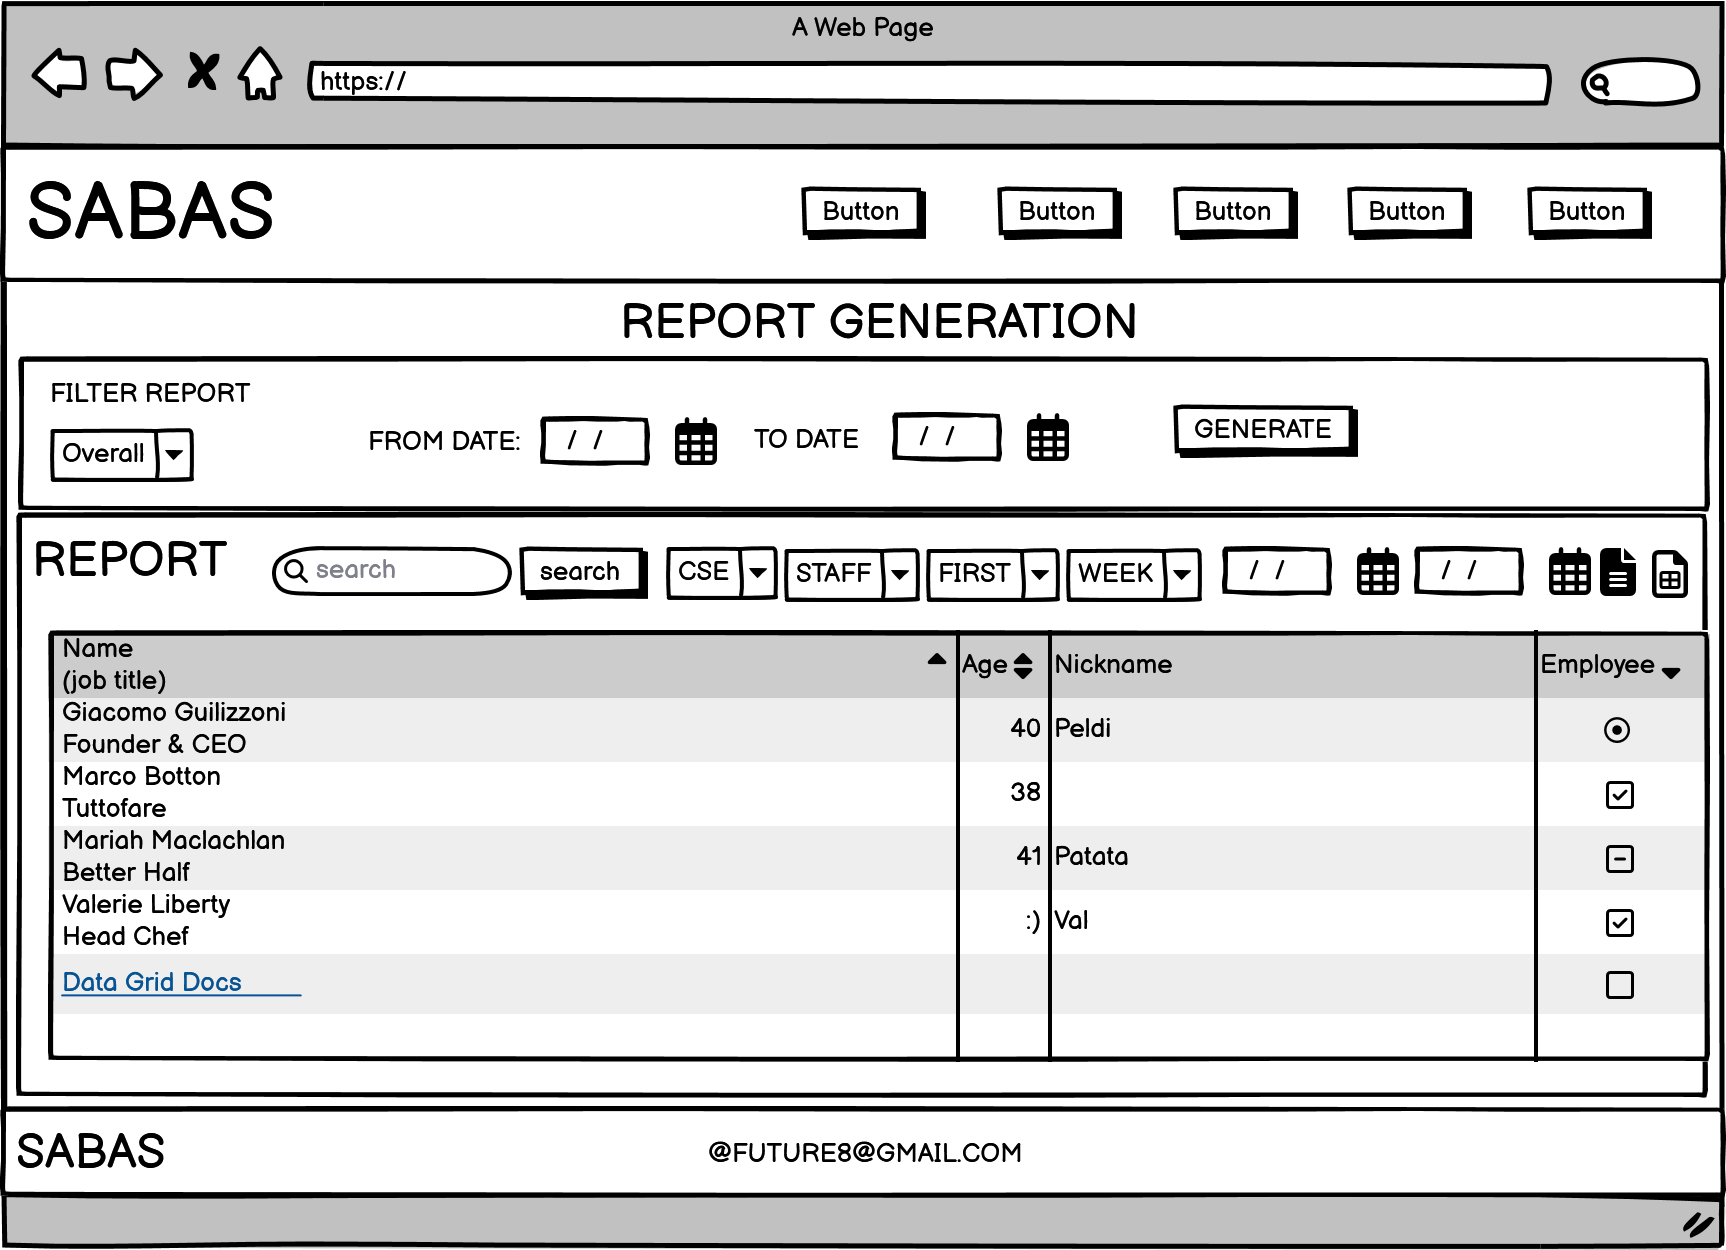 A Web Page
https://
SABAS
Button Button Button Button Button
REPORT GENERATION
FILTER REPORT
Overall
FROM DATE: / / TO DATE / / GENERATE
REPORT search search CSE STAFF FIRST WEEK / / / /
Name
(job title)
Age Nickname Employee
Giacomo Guilizzoni
Founder & CEO
40 Peldi
Marco Botton
Tuttofare
38
Mariah Maclachlan
Better Half
41 Patata
Valerie Liberty
Head Chef
:) Val
Data Grid Docs
SABAS @FUTURE8@GMAIL.COM